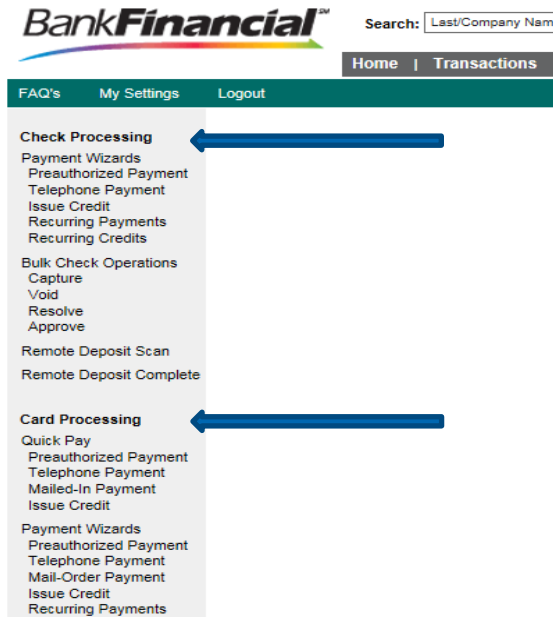 BankFinancial℠
Search: Last/Company Nam
Home | Transactions
FAQ's My Settings Logout
Check Processing
Payment Wizards
Preauthorized Payment
Telephone Payment
Issue Credit
Recurring Payments
Recurring Credits
Bulk Check Operations
Capture
Void
Resolve
Approve
Remote Deposit Scan
Remote Deposit Complete
Card Processing
Quick Pay
Preauthorized Payment
Telephone Payment
Mailed-In Payment
Issue Credit
Payment Wizards
Preauthorized Payment
Telephone Payment
Mail-Order Payment
Issue Credit
Recurring Payments